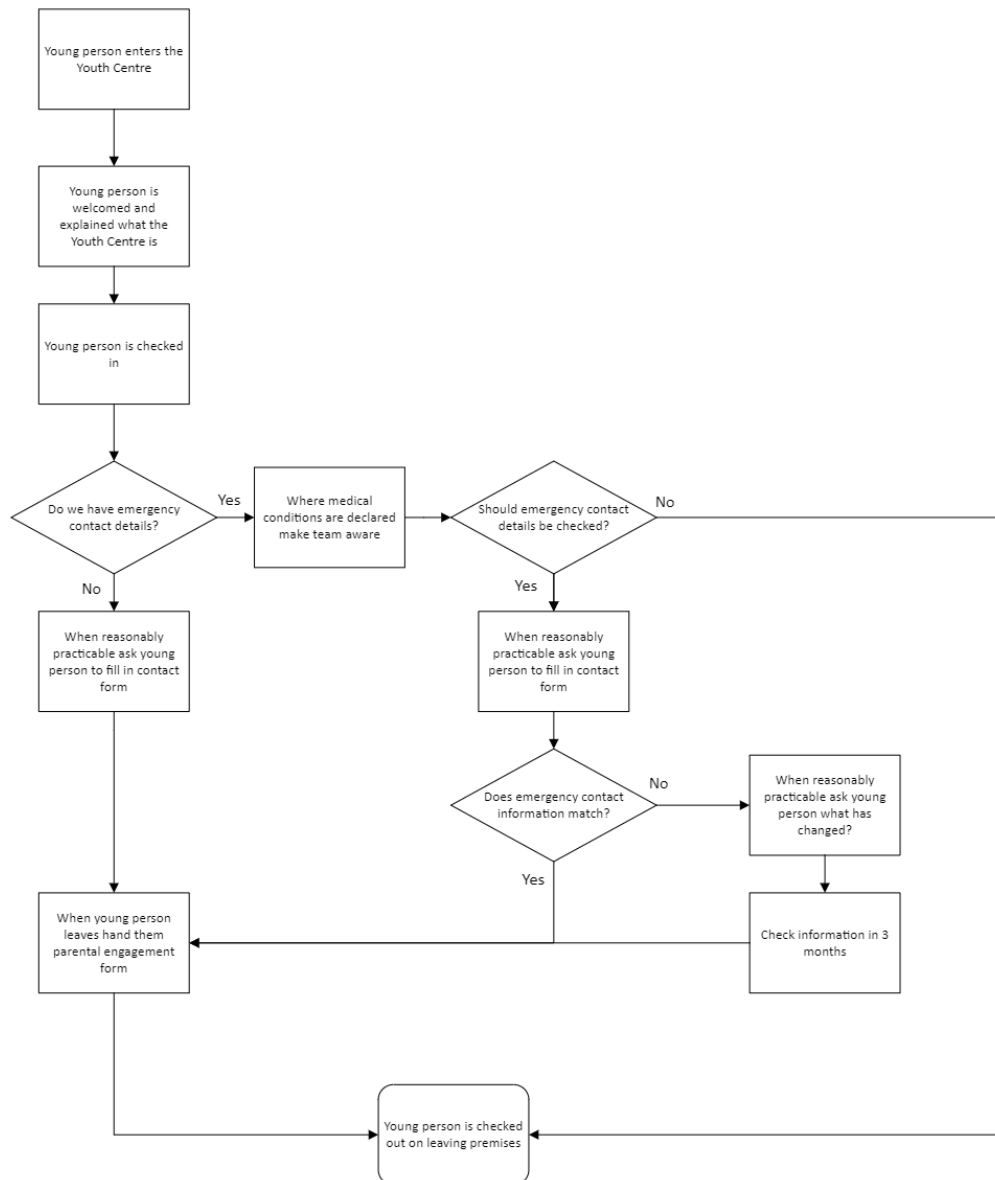 Young person enters the
Youth Centre
Young person is
welcomed and
explained what the
Youth Centre is
Young person is checked
in
Do we have emergency
contact details?
Yes
Where medical
conditions are declared
make team aware
Should emergency contact
details be checked?
No
No
Yes
When reasonably
practicable ask young
person to fill in contact
form
When reasonably
practicable ask young
person to fill in contact
form
Does emergency contact
information match?
No
When reasonably
practicable ask young
person what has
changed?
Yes
When young person
leaves hand them
parental engagement
form
Check information in 3
months
Young person is checked
out on leaving premises